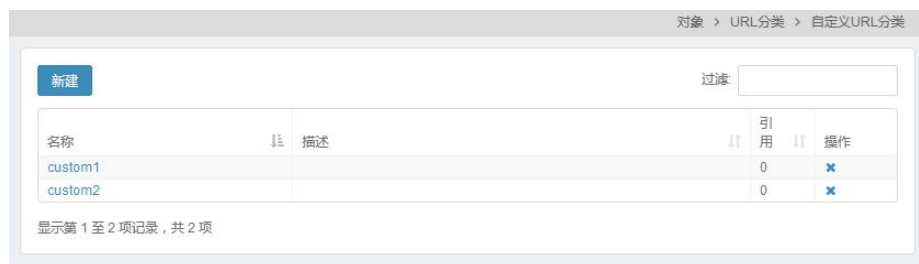 对象 > URL分类 > 自定义URL分类
新建 过滤:
名称 描述 引用 操作
custom1 0
custom2 0
显示第 1 至 2 项记录，共 2 项